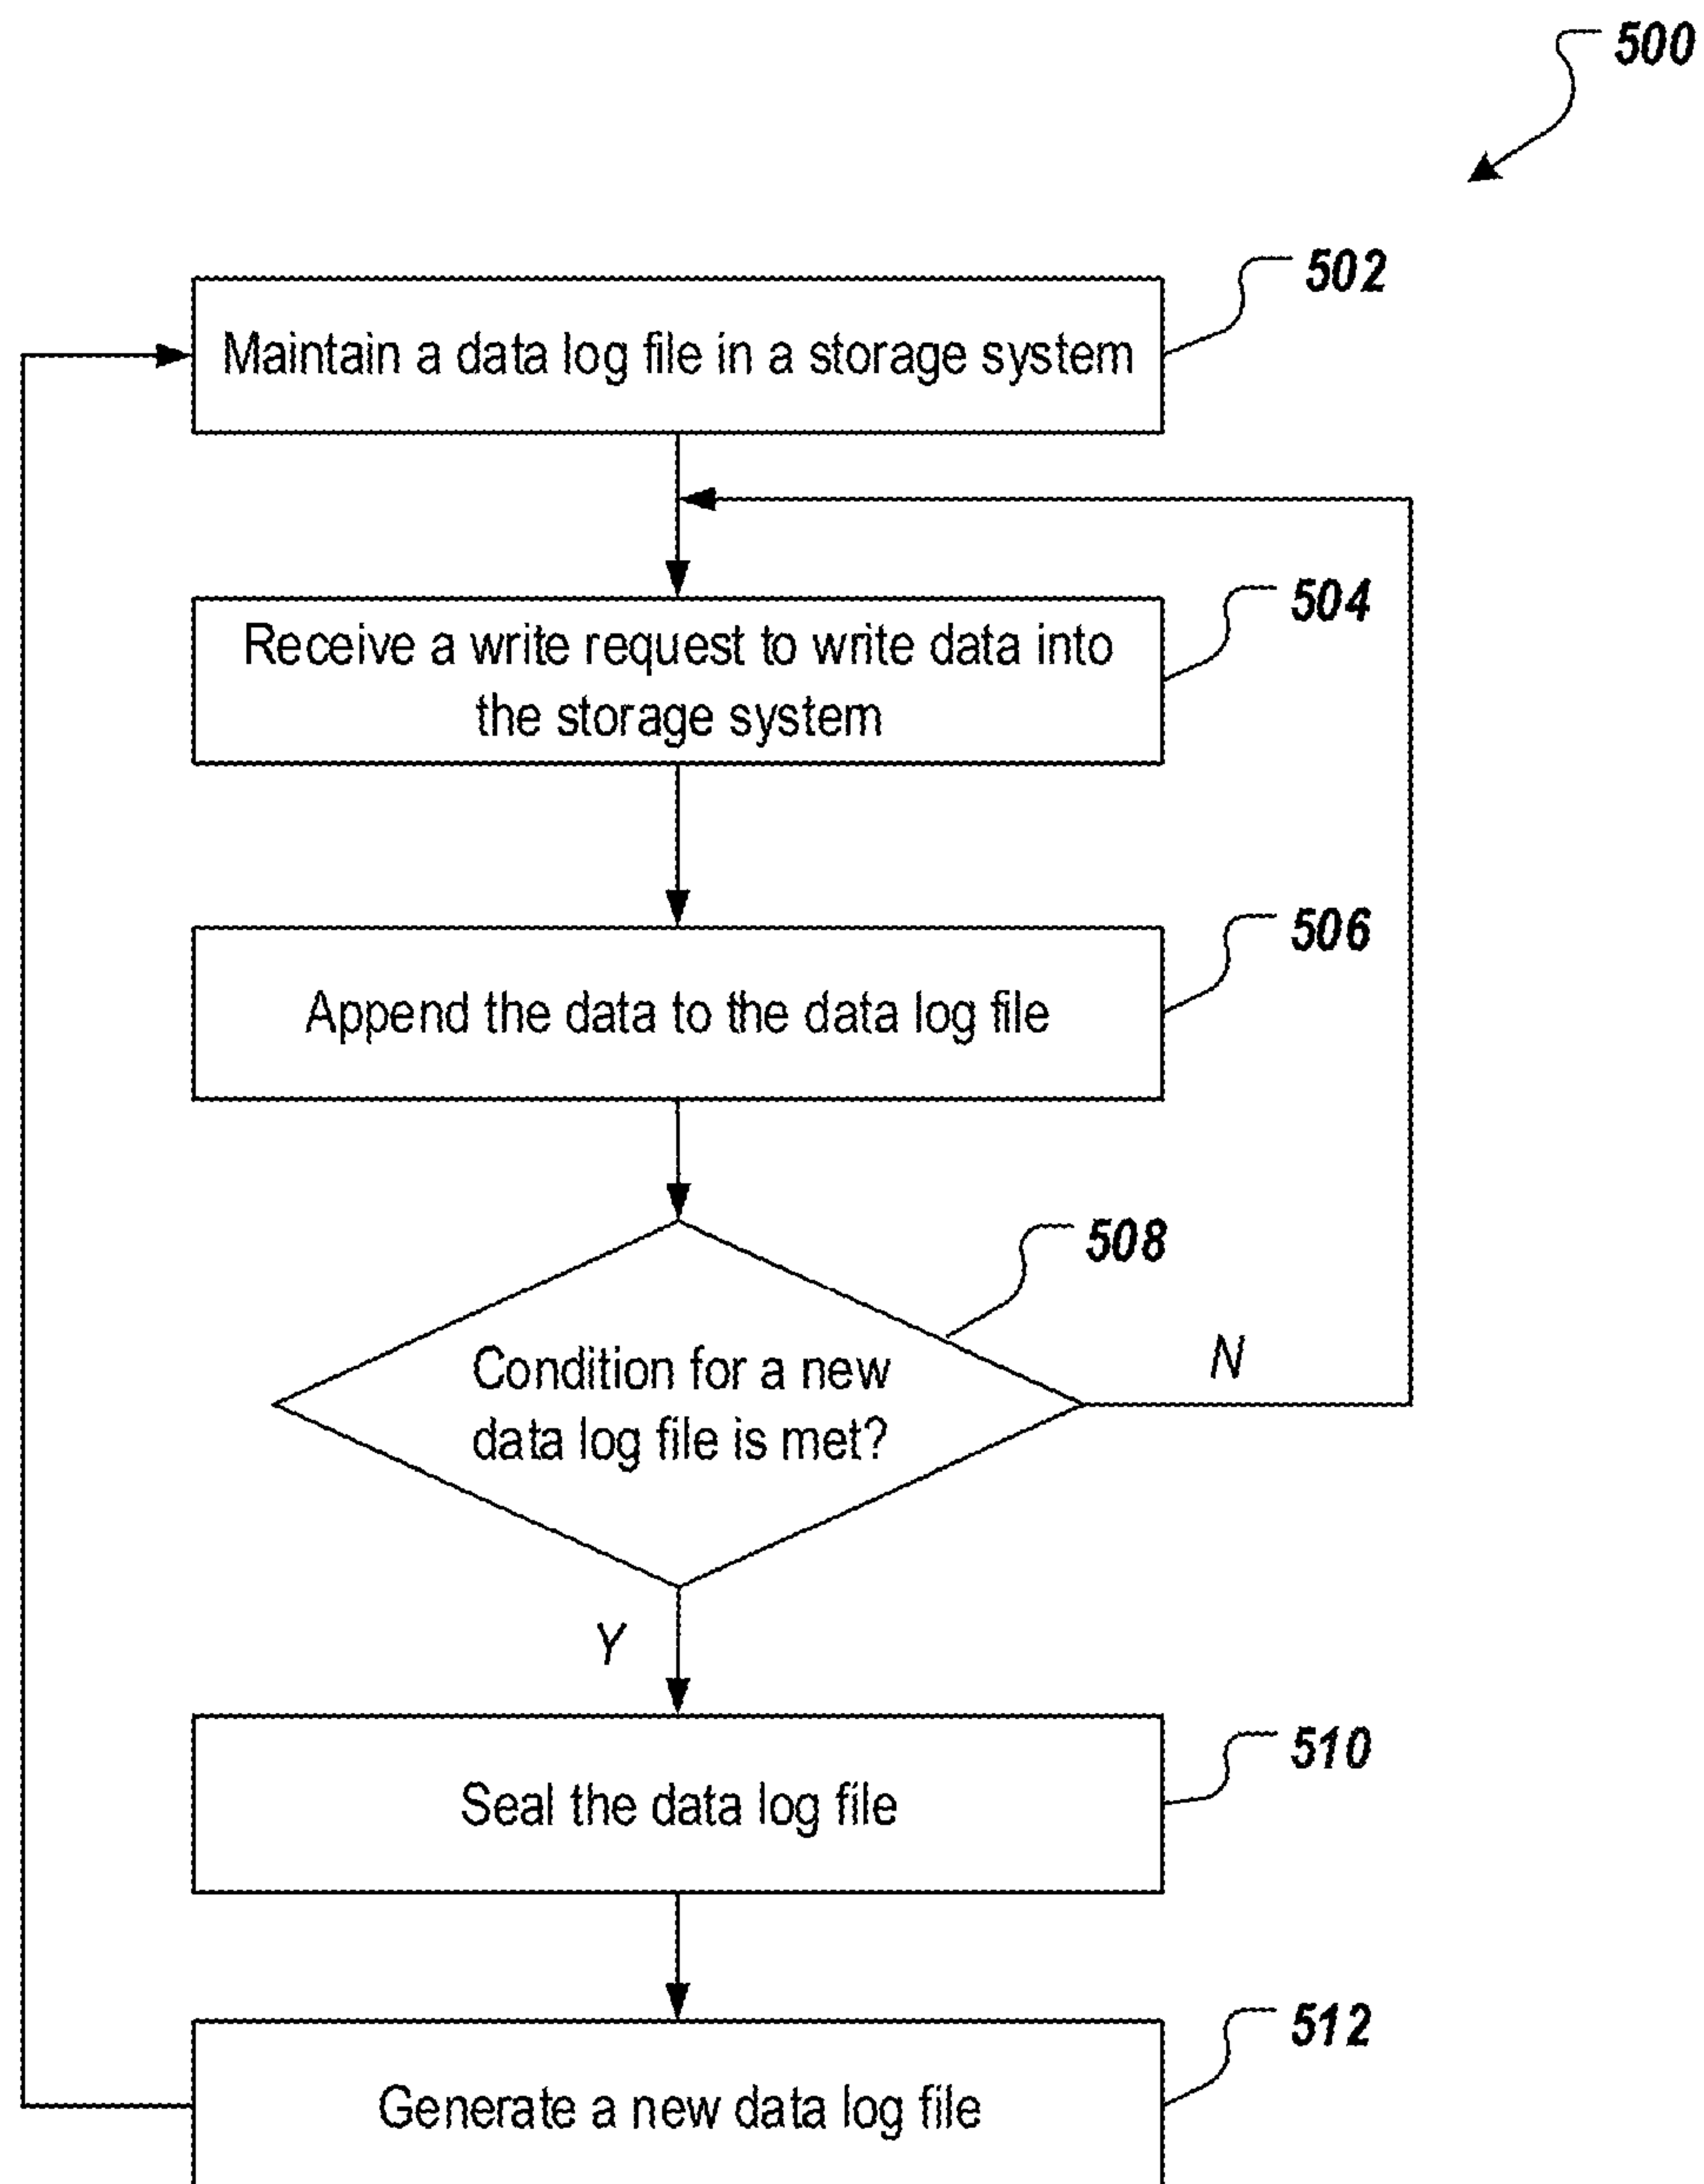 500
502
Maintain a data log file in a storage system
504
Receive a write request to write data into
the storage system
506
Append the data to the data log file
508
Condition for a new
data log file is met?
N
Y
510
Seal the data log file
512
Generate a new data log file